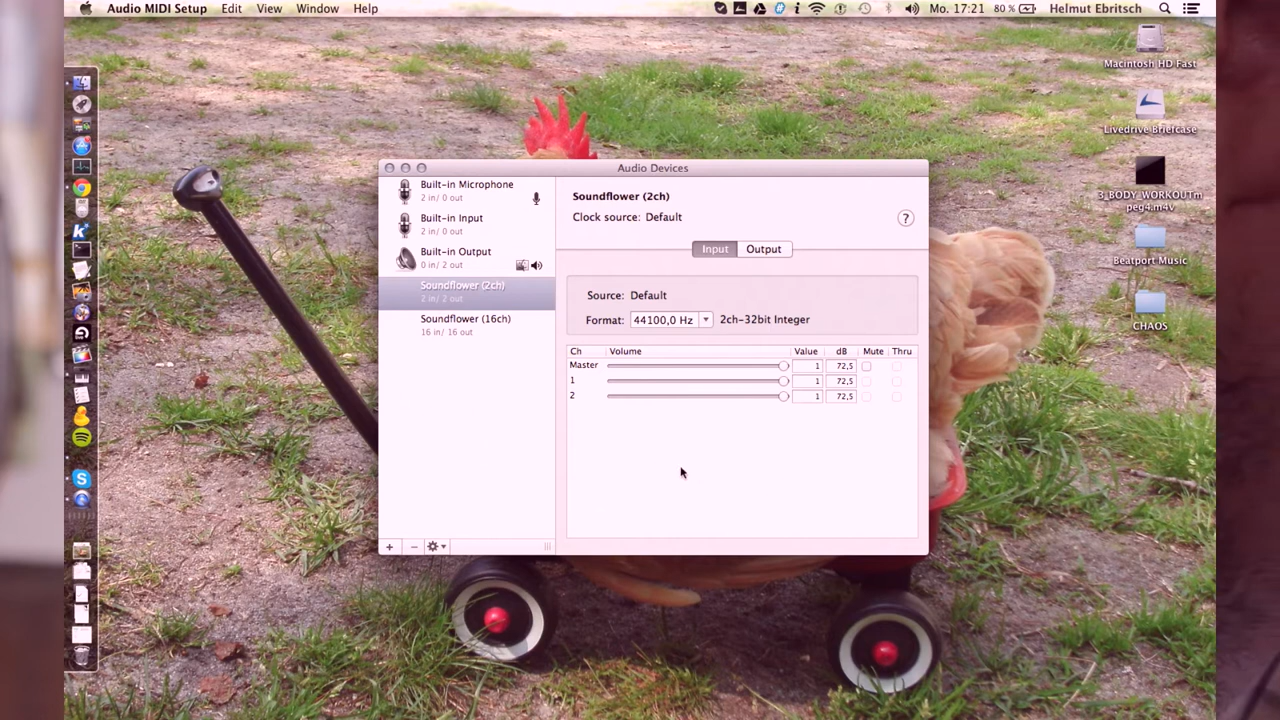 Audio MIDI Setup Edit View Window Help Mo. 17:21 80 % Helmut Ebritsch
Macintosh HD Fast
Livedrive Briefcase
3_BODY_WORKOUTm
peg4.m4v
Beatport Music
CHAOS
Audio Devices
Built-in Microphone
2 in/ 0 out
Built-in Input
2 in/ 0 out
Built-in Output
0 in/ 2 out
Soundflower (2ch)
2 in/ 2 out
Soundflower (16ch)
16 in/ 16 out
Soundflower (2ch)
Clock source: Default
?
Input Output
Source: Default
Format: 44100,0 Hz 2ch-32bit Integer
Ch Volume Value dB Mute Thru
Master 1 72,5
1 1 72,5
2 1 72,5